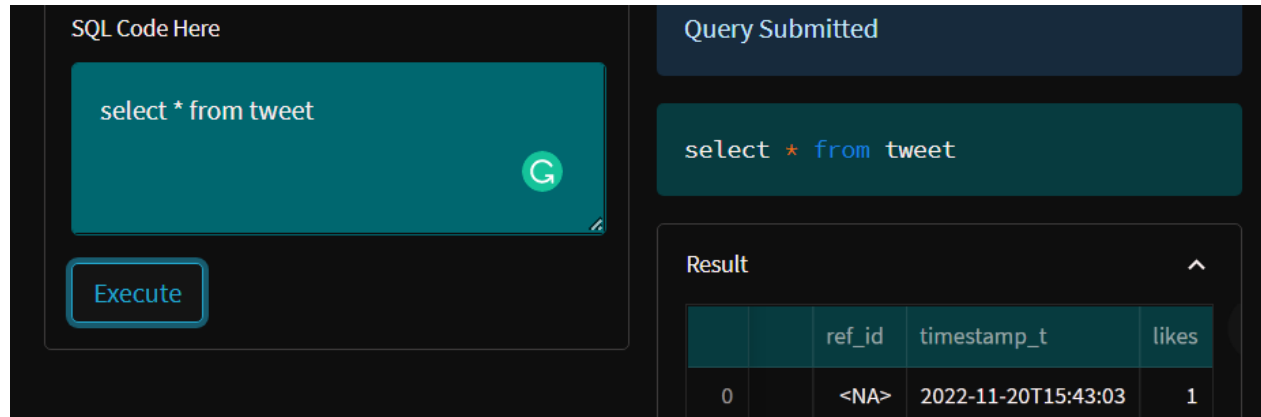 SQL Code Here
select * from tweet
Execute
Query Submitted
select * from tweet
Result
ref_id timestamp_t likes
0 <NA> 2022-11-20T15:43:03 1